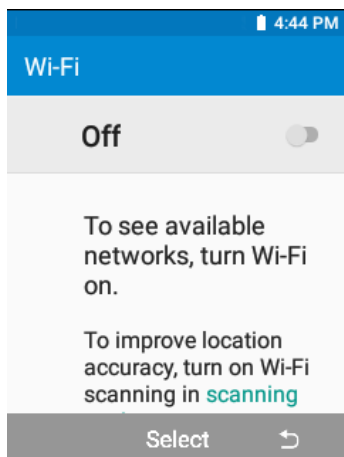 4:44 PM
Wi-Fi
Off
To see available
networks, turn Wi-Fi
on.
To improve location
accuracy, turn on Wi-Fi
scanning in scanning
Select